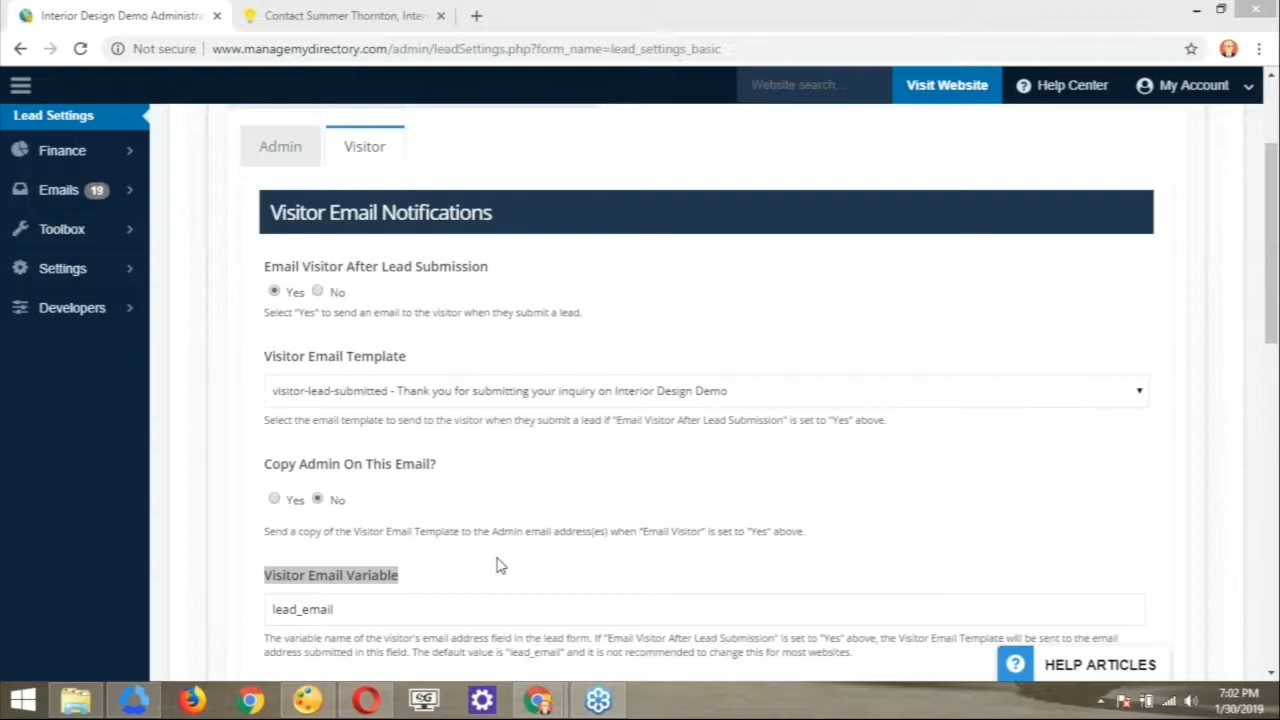 Interior Design Demo Administra
Contact Summer Thornton, Inter
Not secure | www.managemydirectory.com/admin/leadSettings.php?form_name=lead_settings_basic
Website search...
Visit Website
Help Center
My Account
Lead Settings
Finance
Emails 19
Toolbox
Settings
Developers
Admin
Visitor
Visitor Email Notifications
Email Visitor After Lead Submission
Yes No
Select "Yes" to send an email to the visitor when they submit a lead.
Visitor Email Template
visitor-lead-submitted - Thank you for submitting your inquiry on Interior Design Demo
Select the email template to send to the visitor when they submit a lead if "Email Visitor After Lead Submission" is set to "Yes" above.
Copy Admin On This Email?
Yes No
Send a copy of the Visitor Email Template to the Admin email address(es) when "Email Visitor" is set to "Yes" above.
Visitor Email Variable
lead_email
The variable name of the visitor's email address field in the lead form. If "Email Visitor After Lead Submission" is set to "Yes" above, the Visitor Email Template will be sent to the email
address submitted in this field. The default value is "lead_email" and it is not recommended to change this for most websites.
? HELP ARTICLES
SG
7:02 PM
1/30/2019